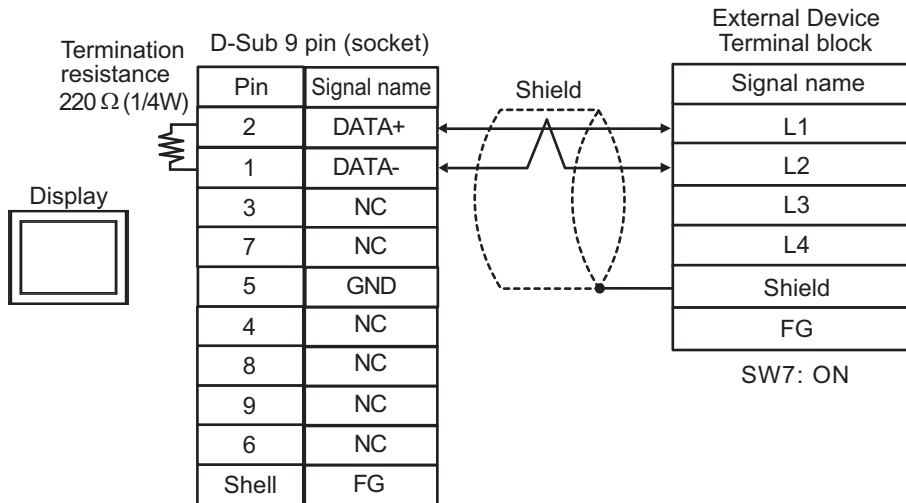 Termination
resistance
220 Ω (1/4W)
Display
D-Sub 9 pin (socket)
Pin Signal name
2 DATA+
1 DATA-
3 NC
7 NC
5 GND
4 NC
8 NC
9 NC
6 NC
Shell FG
Shield
External Device
Terminal block
Signal name
L1
L2
L3
L4
Shield
FG
SW7: ON